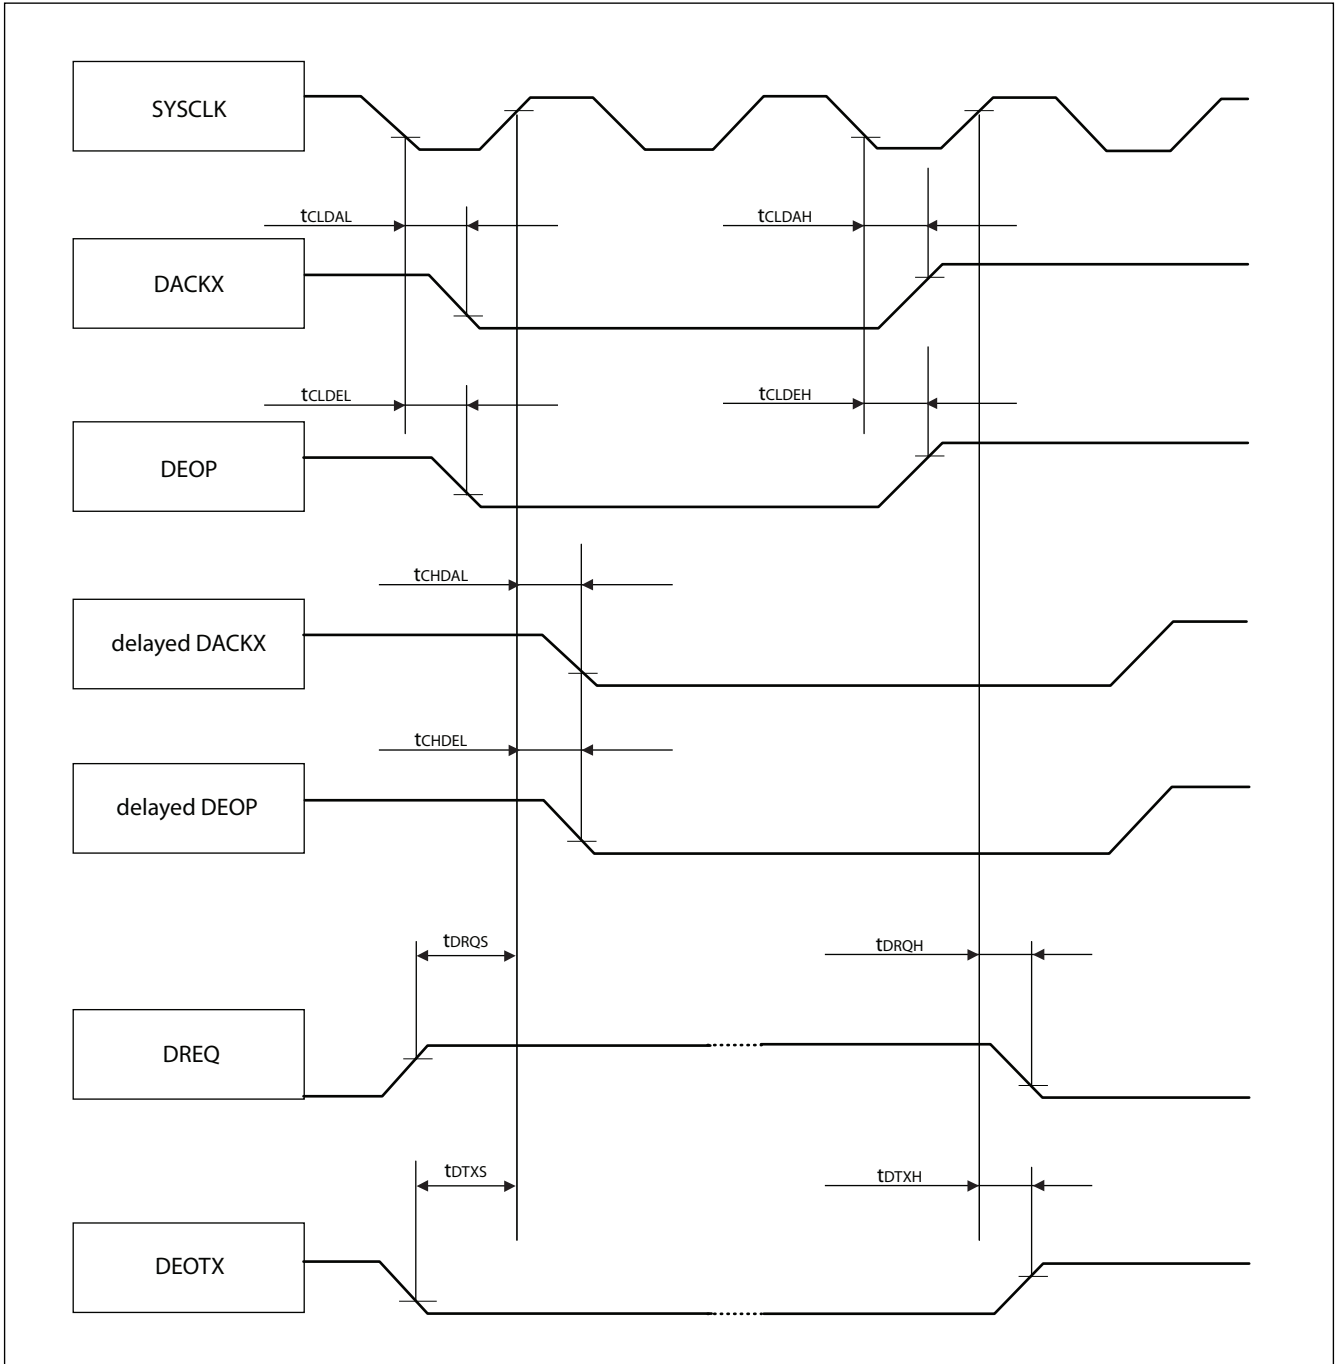 SYSCLK
tCLDAL
tCLDAH
DACKX
tCLDEL
tCLDEH
DEOP
tCHDAL
delayed DACKX
tCHDEL
delayed DEOP
tDRQS
tDRQH
DREQ
tDTXS
tDTXH
DEOTX